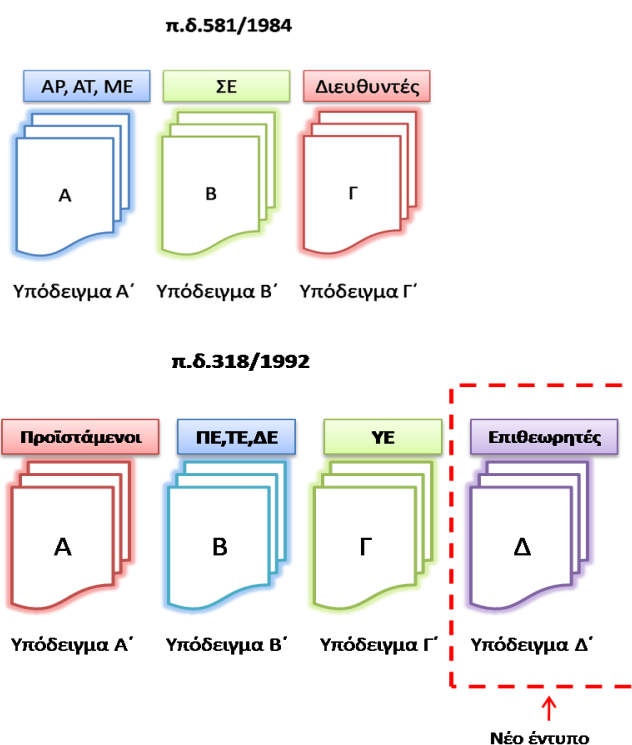 π.δ.581/1984
ΑΡ, ΑΤ, ΜΕ ΣΕ Διευθυντές
Α Β Γ
Υπόδειγμα Α΄ Υπόδειγμα Β΄ Υπόδειγμα Γ΄
π.δ.318/1992
Προϊστάμενοι ΠΕ,ΤΕ,ΔΕ ΥΕ Επιθεωρητές
Α Β Γ Δ
Υπόδειγμα Α΄ Υπόδειγμα Β΄ Υπόδειγμα Γ΄ Υπόδειγμα Δ΄
Νέο έντυπο